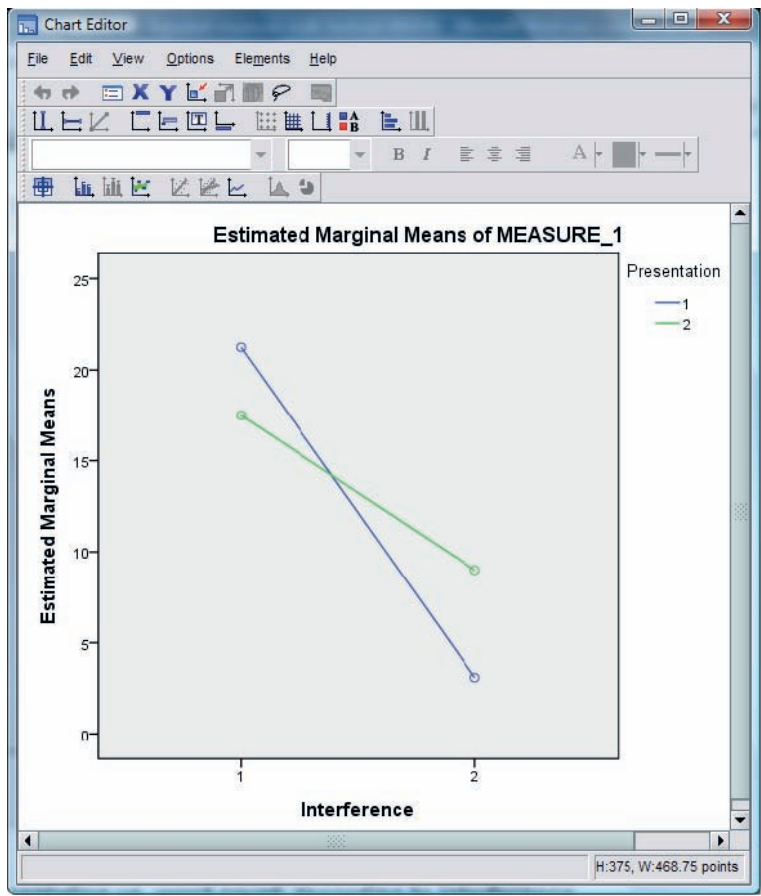 Chart Editor
File Edit View Options Elements Help
B I A
Estimated Marginal Means of MEASURE_1
Presentation
1
2
25
20
15
10
5
0
Estimated Marginal Means
1 2
Interference
H:375, W:468.75 points